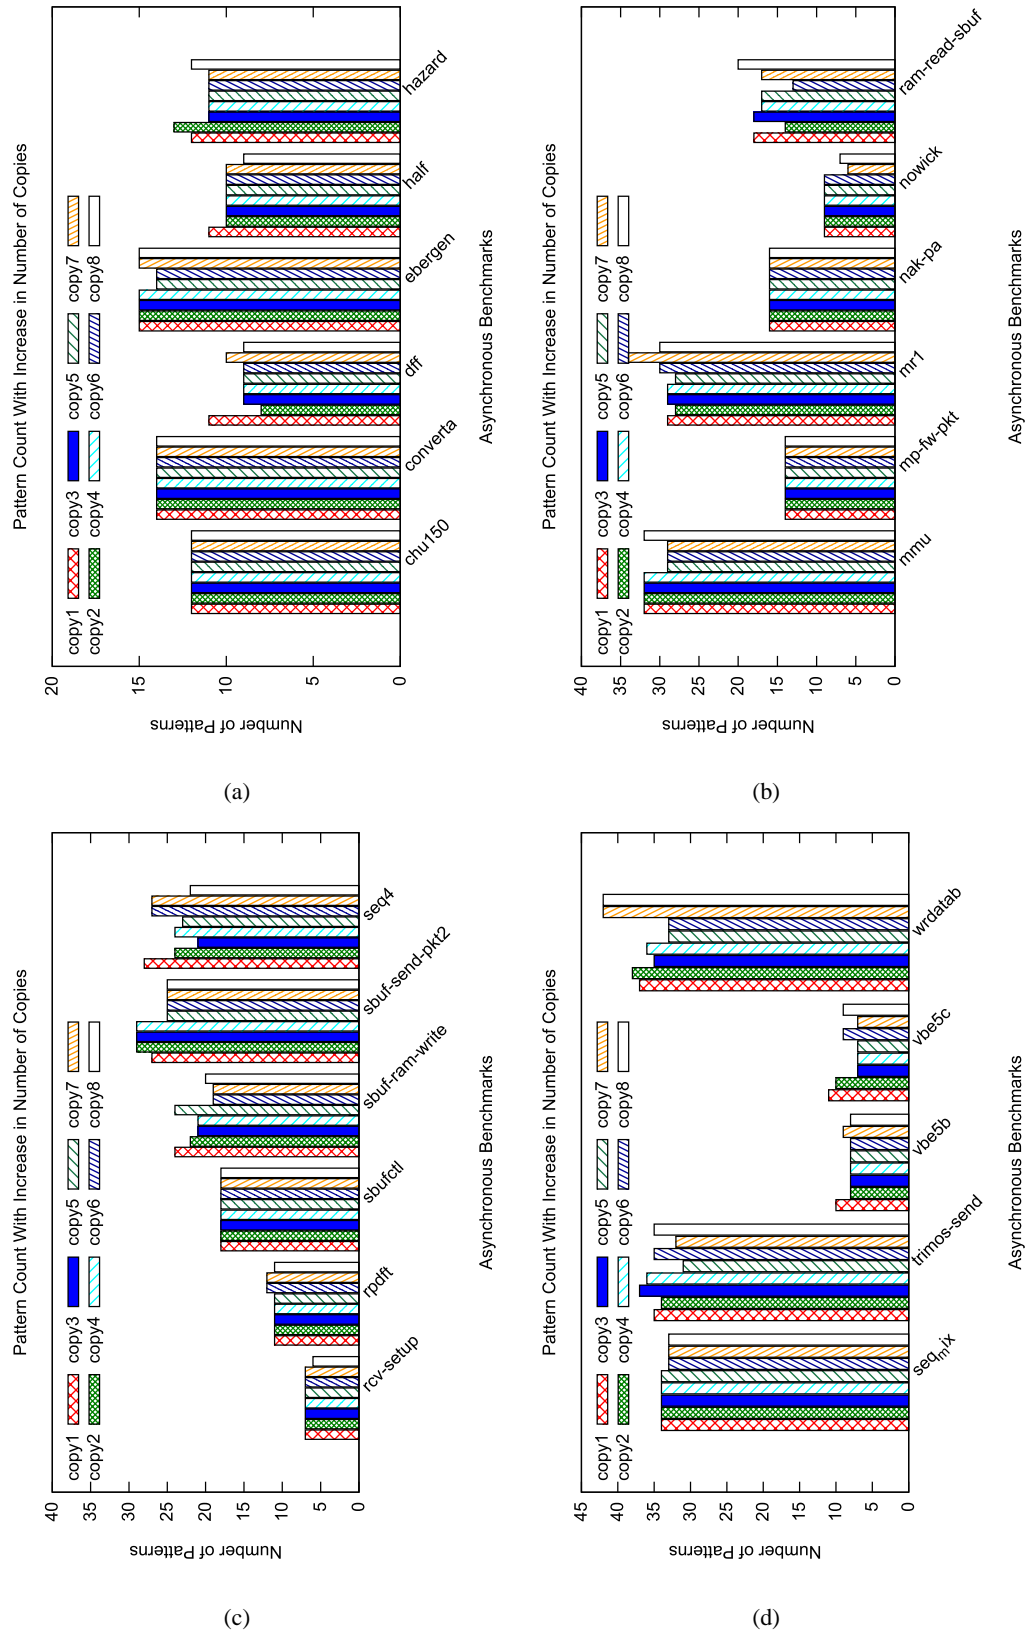 Pattern Count With Increase in Number of Copies
copy1 copy3 copy5 copy7
copy2 copy4 copy6 copy8
20
15
10
5
0
Number of Patterns
chu150 converta dff ebergen half hazard
Asynchronous Benchmarks
(a)
Pattern Count With Increase in Number of Copies
copy1 copy3 copy5 copy7
copy2 copy4 copy6 copy8
40
35
30
25
20
15
10
5
0
Number of Patterns
mmu mp-fw-pkt mr1 nak-pa nowick ram-read-sbuf
Asynchronous Benchmarks
(b)
Pattern Count With Increase in Number of Copies
copy1 copy3 copy5 copy7
copy2 copy4 copy6 copy8
40
35
30
25
20
15
10
5
0
Number of Patterns
rcv-setup rpdft sbufctl sbuf-ram-write sbuf-send-pkt2 seq4
Asynchronous Benchmarks
(c)
Pattern Count With Increase in Number of Copies
copy1 copy3 copy5 copy7
copy2 copy4 copy6 copy8
45
40
35
30
25
20
15
10
5
0
Number of Patterns
seqmix trimos-send vbe5b vbe5c wrdatab
Asynchronous Benchmarks
(d)